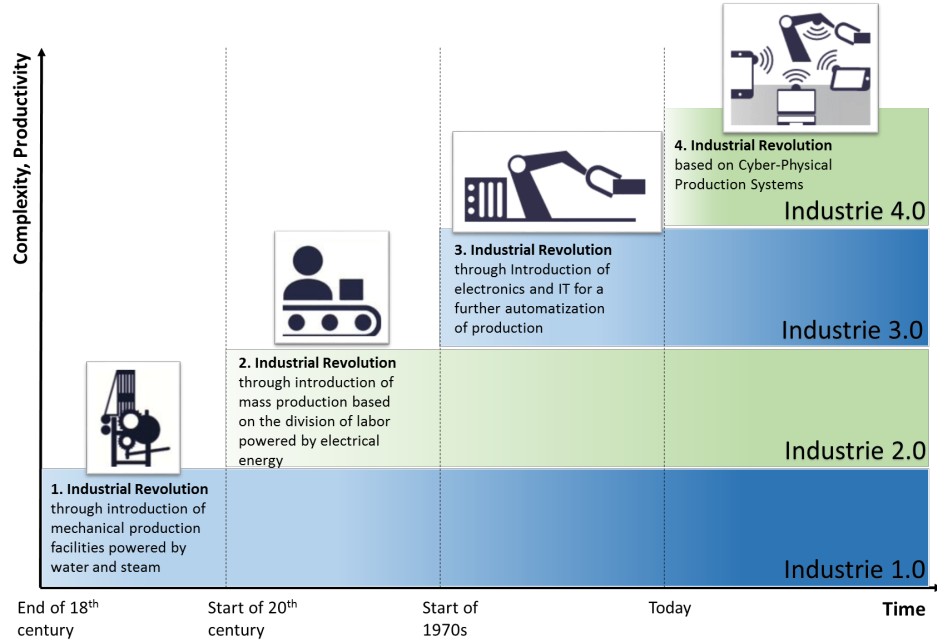 Complexity, Productivity
4. Industrial Revolution
based on Cyber-Physical
Production Systems
Industrie 4.0
3. Industrial Revolution
through Introduction of
electronics and IT for a
further automatization
of production
Industrie 3.0
2. Industrial Revolution
through introduction of
mass production based
on the division of labor
powered by electrical
energy
Industrie 2.0
1. Industrial Revolution
through introduction of
mechanical production
facilities powered by
water and steam
Industrie 1.0
End of 18th
century
Start of 20th
century
Start of
1970s
Today
Time